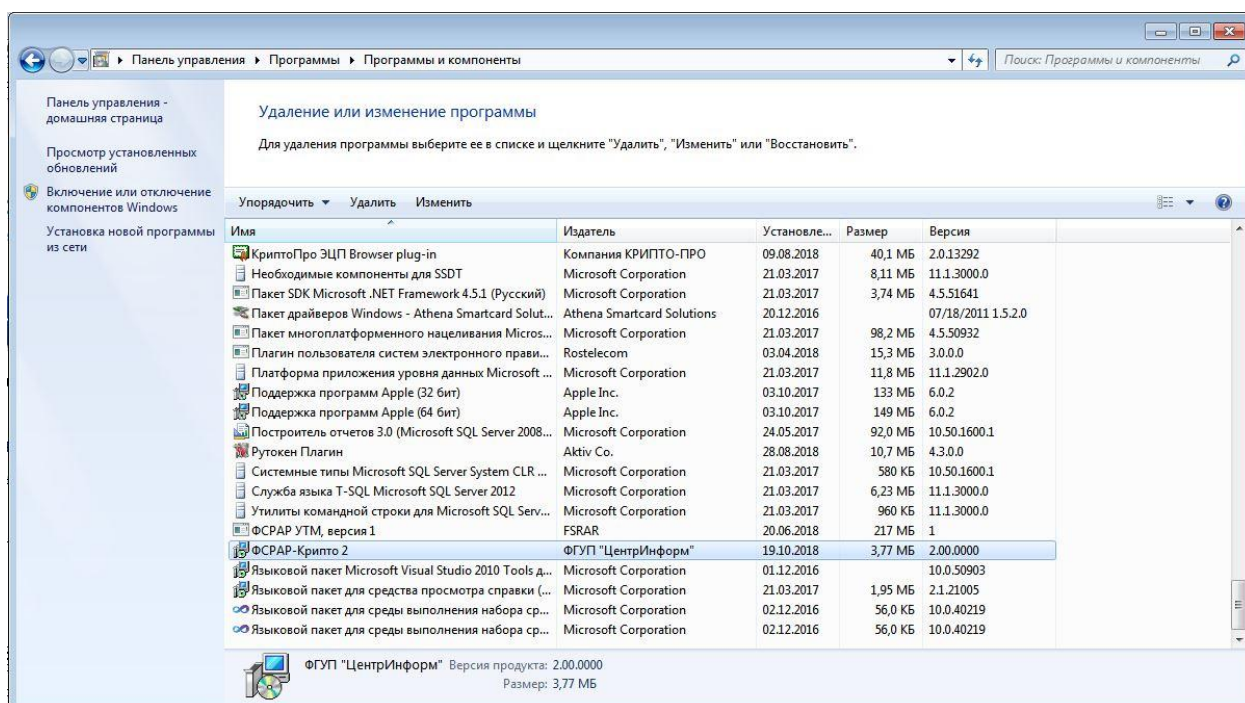 Панель управления ▸ Программы ▸ Программы и компоненты
Поиск: Программы и компоненты
Панель управления -
домашняя страница
Просмотр установленных
обновлений
Включение или отключение
компонентов Windows
Установка новой программы
из сети
Удаление или изменение программы
Для удаления программы выберите ее в списке и щелкните "Удалить", "Изменить" или "Восстановить".
Упорядочить Удалить Изменить
Имя Издатель Установле... Размер Версия
КриптоПро ЭЦП Browser plug-in Компания КРИПТО-ПРО 09.08.2018 40,1 МБ 2.0.13292
Необходимые компоненты для SSDT Microsoft Corporation 21.03.2017 8,11 МБ 11.1.3000.0
Пакет SDK Microsoft .NET Framework 4.5.1 (Русский) Microsoft Corporation 21.03.2017 3,74 МБ 4.5.51641
Пакет драйверов Windows - Athena Smartcard Solut... Athena Smartcard Solutions 20.12.2016 07/18/2011 1.5.2.0
Пакет многоплатформенного нацеливания Micros... Microsoft Corporation 21.03.2017 98,2 МБ 4.5.50932
Плагин пользователя систем электронного прави... Rostelecom 03.04.2018 15,3 МБ 3.0.0.0
Платформа приложения уровня данных Microsoft ... Microsoft Corporation 21.03.2017 11,8 МБ 11.1.2902.0
Поддержка программ Apple (32 бит) Apple Inc. 03.10.2017 133 МБ 6.0.2
Поддержка программ Apple (64 бит) Apple Inc. 03.10.2017 149 МБ 6.0.2
Построитель отчетов 3.0 (Microsoft SQL Server 2008... Microsoft Corporation 24.05.2017 92,0 МБ 10.50.1600.1
Рутокен Плагин Aktiv Co. 28.08.2018 10,7 МБ 4.3.0.0
Системные типы Microsoft SQL Server System CLR ... Microsoft Corporation 21.03.2017 580 КБ 10.50.1600.1
Служба языка T-SQL Microsoft SQL Server 2012 Microsoft Corporation 21.03.2017 6,23 МБ 11.1.3000.0
Утилиты командной строки для Microsoft SQL Serv... Microsoft Corporation 21.03.2017 960 КБ 11.1.3000.0
ФСРАР УТМ, версия 1 FSRAR 20.06.2018 217 МБ 1
ФСРАР-Крипто 2 ФГУП "ЦентрИнформ" 19.10.2018 3,77 МБ 2.00.0000
Языковой пакет Microsoft Visual Studio 2010 Tools д... Microsoft Corporation 01.12.2016 10.0.50903
Языковой пакет для средства просмотра справки (... Microsoft Corporation 21.03.2017 1,95 МБ 2.1.21005
Языковой пакет для среды выполнения набора ср... Microsoft Corporation 02.12.2016 56,0 КБ 10.0.40219
Языковой пакет для среды выполнения набора ср... Microsoft Corporation 02.12.2016 56,0 КБ 10.0.40219
ФГУП "ЦентрИнформ" Версия продукта: 2.00.0000
Размер: 3,77 МБ